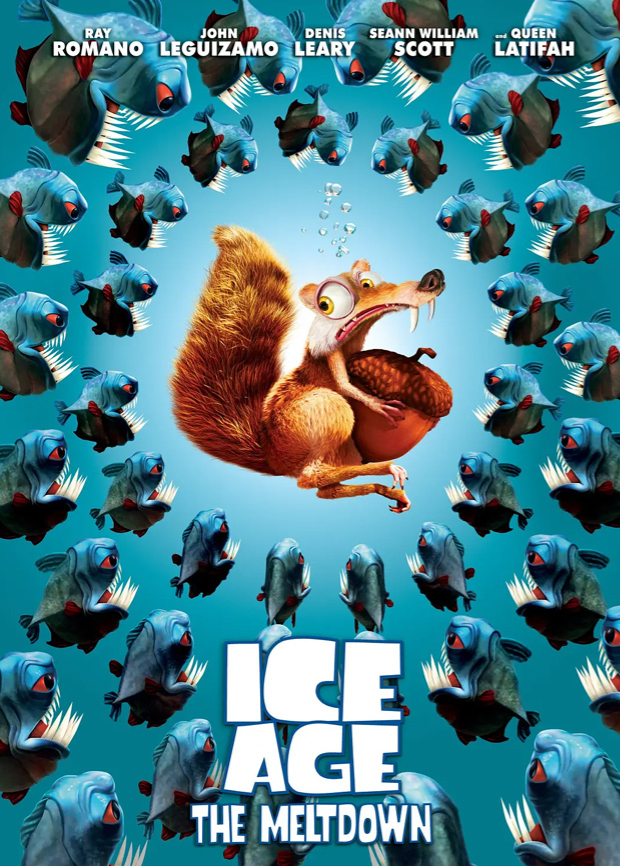 RAY ROMANO
JOHN LEGUIZAMO
DENIS LEARY
SEANN WILLIAM SCOTT
and QUEEN LATIFAH
ICE
AGE
THE MELTDOWN